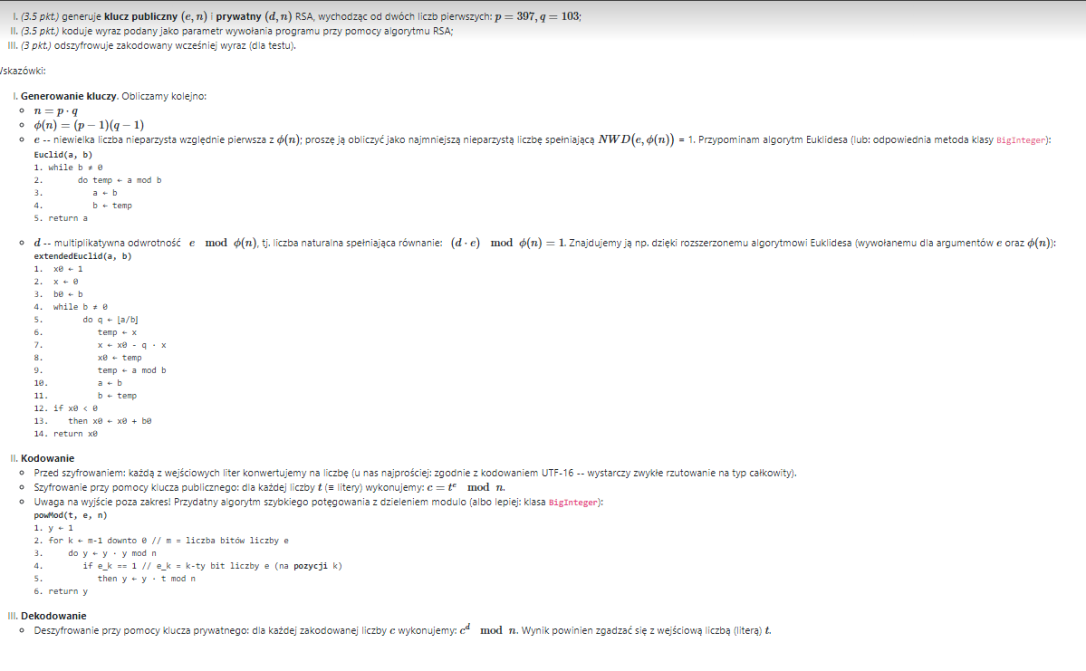 I. (3.5 pkt.) generuje klucz publiczny (e, n) i prywatny (d, n) RSA, wychodząc od dwóch liczb pierwszych: p = 397, q = 103;
II. (3.5 pkt.) koduje wyraz podany jako parametr wywołania programu przy pomocy algorytmu RSA;
III. (3 pkt.) odszyfrowuje zakodowany wcześniej wyraz (dla testu).
skazówki:
I. Generowanie kluczy. Obliczamy kolejno:
n = p · q
ϕ(n) = (p − 1)(q − 1)
e -- niewielka liczba nieparzysta względnie pierwsza z ϕ(n); proszę ją obliczyć jako najmniejszą nieparzystą liczbę spełniającą NWD(e, ϕ(n)) = 1. Przypominam algorytm Euklidesa (lub: odpowiednia metoda klasy BigInteger):
Euclid(a, b)
1. while b ≠ 0
2. do temp ← a mod b
3. a ← b
4. b ← temp
5. return a
d -- multiplikatywna odwrotność e mod ϕ(n), tj. liczba naturalna spełniająca równanie: (d · e) mod ϕ(n) = 1. Znajdujemy ją np. dzięki rozszerzonemu algorytmowi Euklidesa (wywołanemu dla argumentów e oraz ϕ(n)):
extendedEuclid(a, b)
1. x0 ← 1
2. x ← 0
3. b0 ← b
4. while b ≠ 0
5. do q ← ⌊a/b⌋
6. temp ← x
7. x ← x0 - q · x
8. x0 ← temp
9. temp ← a mod b
10. a ← b
11. b ← temp
12. if x0 < 0
13. then x0 ← x0 + b0
14. return x0
II. Kodowanie
Przed szyfrowaniem: każdą z wejściowych liter konwertujemy na liczbę (u nas najprościej: zgodnie z kodowaniem UTF-16 -- wystarczy zwykłe rzutowanie na typ całkowity).
Szyfrowanie przy pomocy klucza publicznego: dla każdej liczby t (≡ litery) wykonujemy: c = t^e mod n.
Uwaga na wyjście poza zakres! Przydatny algorytm szybkiego potęgowania z dzieleniem modulo (albo lepiej: klasa BigInteger):
powMod(t, e, n)
1. y ← 1
2. for k ← m-1 downto 0 // m = liczba bitów liczby e
3. do y ← y · y mod n
4. if e_k == 1 // e_k = k-ty bit liczby e (na pozycji k)
5. then y ← y · t mod n
6. return y
III. Dekodowanie
Deszyfrowanie przy pomocy klucza prywatnego: dla każdej zakodowanej liczby c wykonujemy: c^d mod n. Wynik powinien zgadzać się z wejściową liczbą (literą) t.